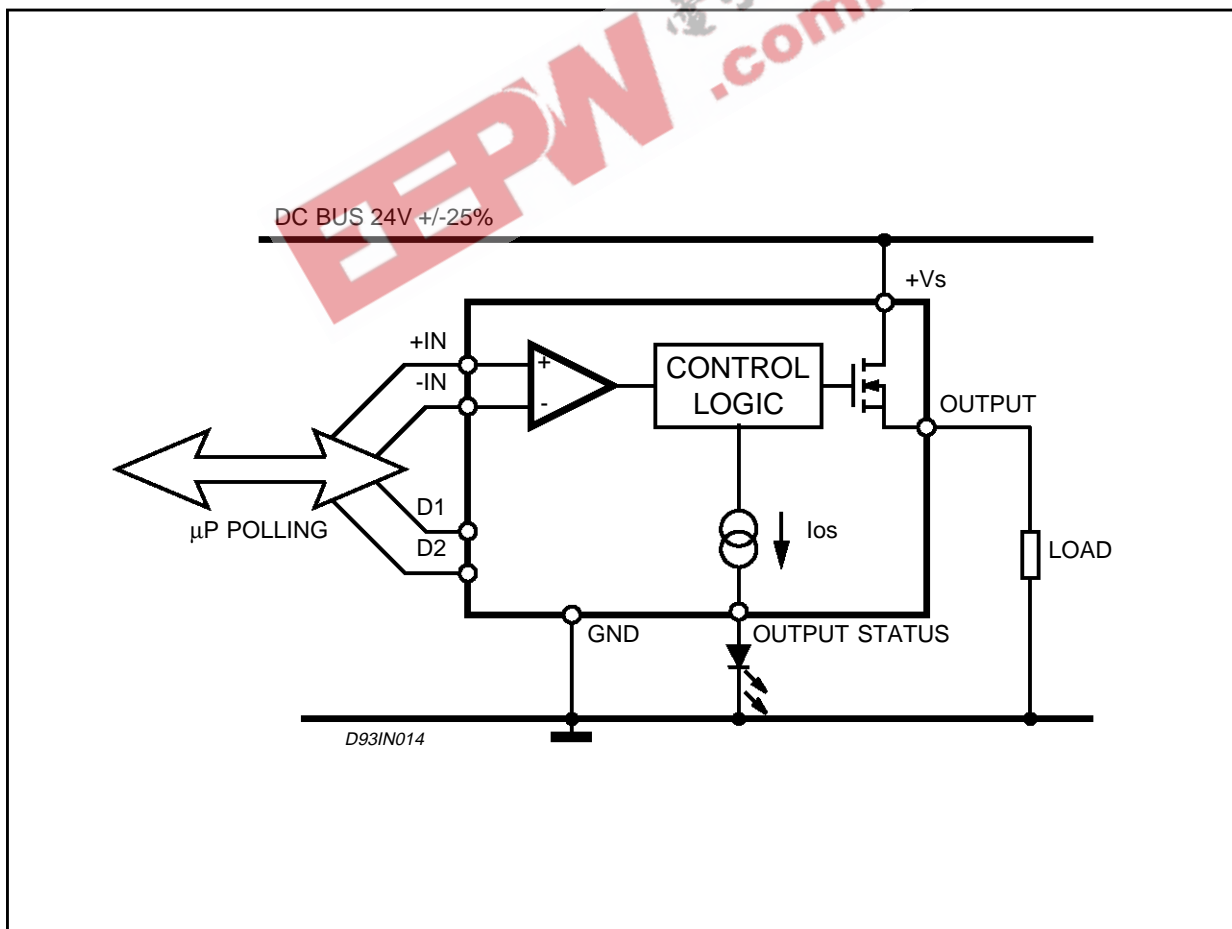 EEPW
.com
DC BUS 24V +/-25%
+Vs
+IN
-IN
+
-
CONTROL
LOGIC
OUTPUT
D1
D2
µP POLLING
Ios
LOAD
GND
OUTPUT STATUS
D93IN014